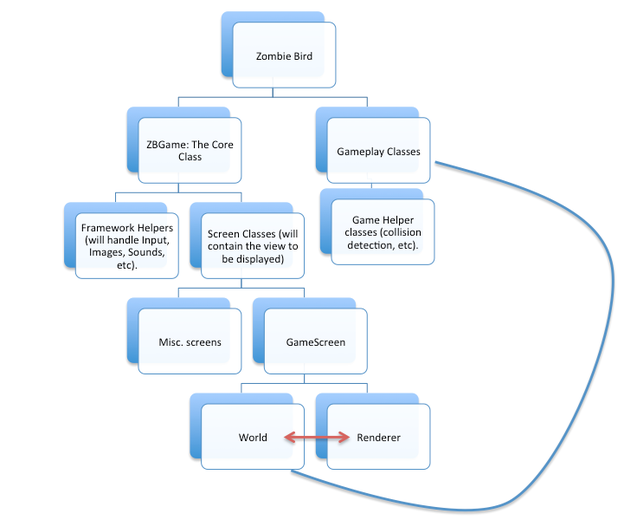 Zombie Bird
ZBGame: The Core
Class
Gameplay Classes
Framework Helpers
(will handle Input,
Images, Sounds,
etc).
Screen Classes (will
contain the view to
be displayed)
Game Helper
classes (collision
detection, etc).
Misc. screens
GameScreen
World
Renderer